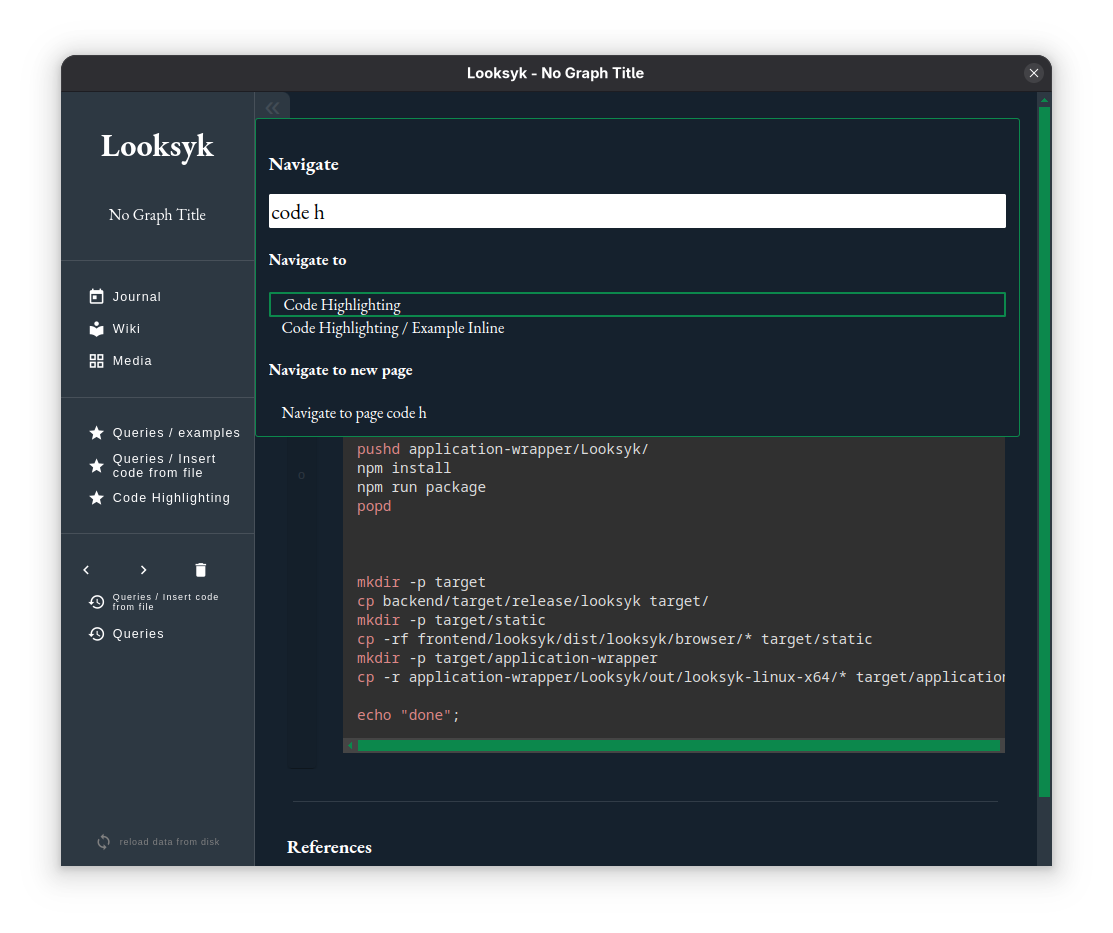 Looksyk - No Graph Title
Looksyk
No Graph Title
Journal
Wiki
Media
Queries / examples
Queries / Insert
code from file
Code Highlighting
Queries / Insert code
from file
Queries
reload data from disk
Navigate
code h
Navigate to
Code Highlighting
Code Highlighting / Example Inline
Navigate to new page
Navigate to page code h
pushd application-wrapper/Looksyk/
npm install
npm run package
popd
mkdir -p target
cp backend/target/release/looksyk target/
mkdir -p target/static
cp -rf frontend/looksyk/dist/looksyk/browser/* target/static
mkdir -p target/application-wrapper
cp -r application-wrapper/Looksyk/out/looksyk-linux-x64/* target/application
echo "done";
References